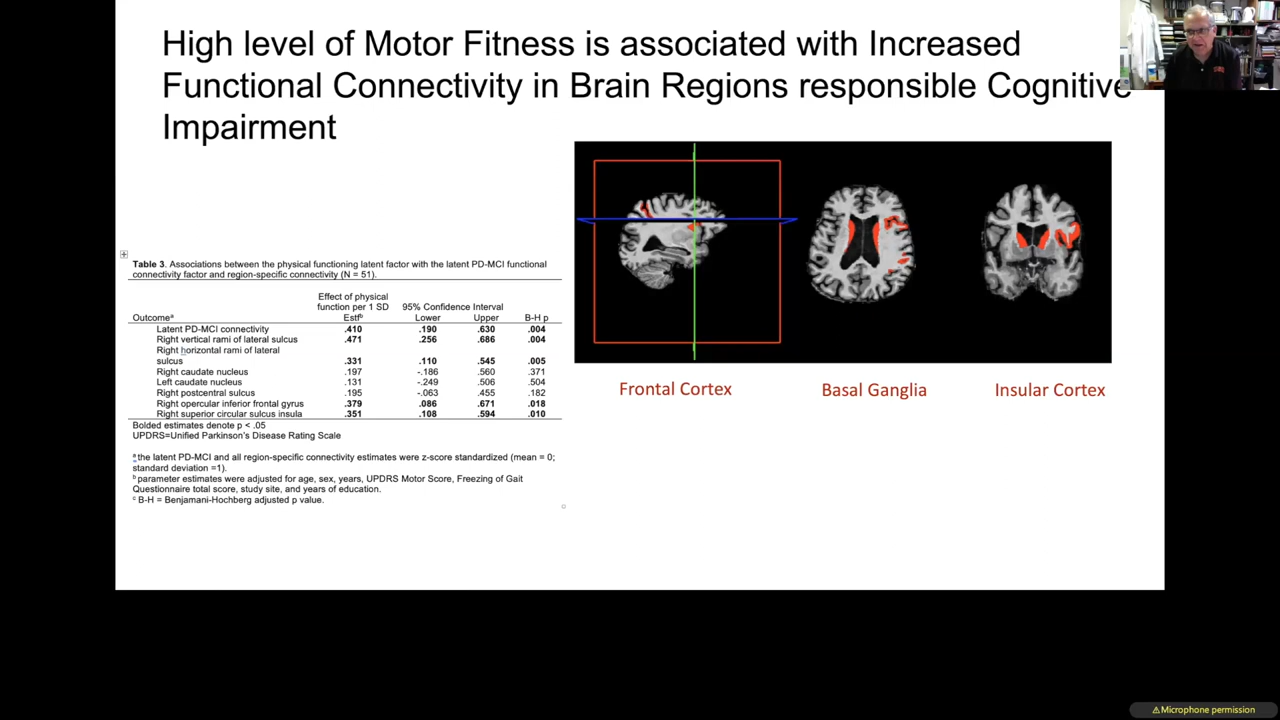 High level of Motor Fitness is associated with Increased
Functional Connectivity in Brain Regions responsible Cognitive
Impairment
Table 3. Associations between the physical functioning latent factor with the latent PD-MCI functional
connectivity factor and region-specific connectivity (N = 51).
Effect of physical
function per 1 SD 95% Confidence Interval
Outcomeᵃ Estfᵇ Lower Upper B-H p
Latent PD-MCI connectivity .410 .190 .630 .004
Right vertical rami of lateral sulcus .471 .256 .686 .004
Right horizontal rami of lateral
sulcus .331 .110 .545 .005
Right caudate nucleus .197 -.186 .560 .371
Left caudate nucleus .131 -.249 .506 .504
Right postcentral sulcus .195 -.063 .455 .182
Right opercular inferior frontal gyrus .379 .086 .671 .018
Right superior circular sulcus insula .351 .108 .594 .010
Bolded estimates denote p < .05
UPDRS=Unified Parkinson's Disease Rating Scale
ᵃ the latent PD-MCI and all region-specific connectivity estimates were z-score standardized (mean = 0;
standard deviation =1).
ᵇ parameter estimates were adjusted for age, sex, years, UPDRS Motor Score, Freezing of Gait
Questionnaire total score, study site, and years of education.
ᶜ B-H = Benjamani-Hochberg adjusted p value.
Frontal Cortex
Basal Ganglia
Insular Cortex
⚠Microphone permission